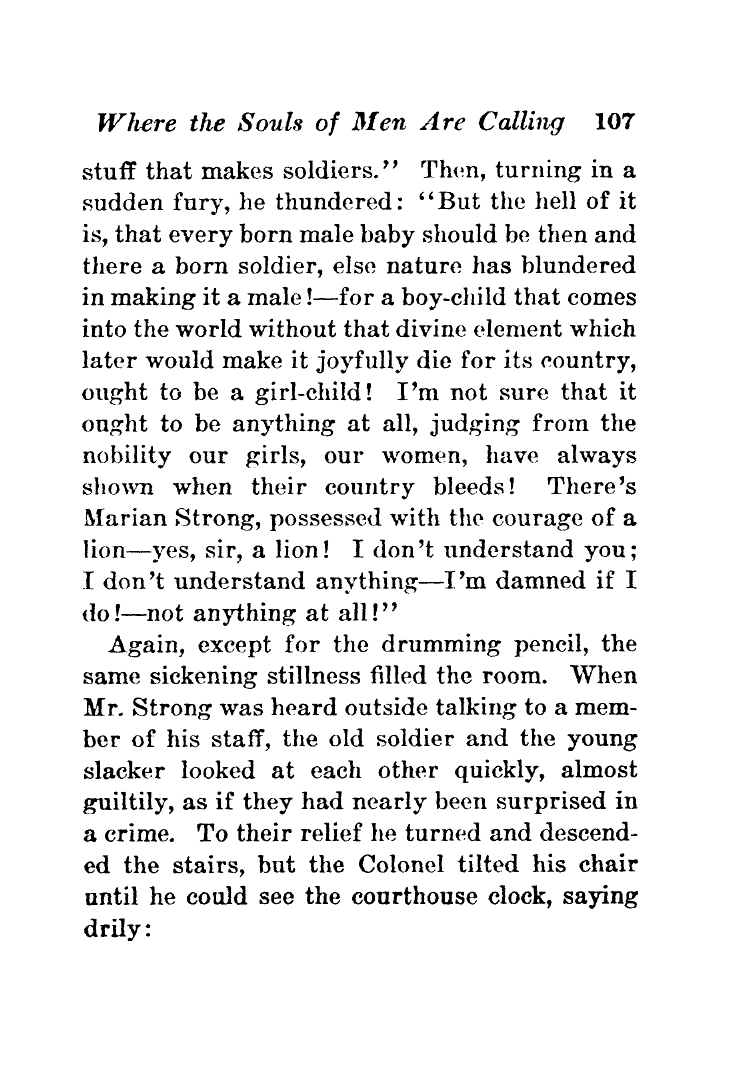 Where the Souls of Men Are Calling 107
stuff that makes soldiers.” Then, turning in a
sudden fury, he thundered: “But the hell of it
is, that every born male baby should be then and
there a born soldier, else nature has blundered
in making it a male!—for a boy-child that comes
into the world without that divine element which
later would make it joyfully die for its country,
ought to be a girl-child! I’m not sure that it
ought to be anything at all, judging from the
nobility our girls, our women, have always
shown when their country bleeds! There’s
Marian Strong, possessed with the courage of a
lion—yes, sir, a lion! I don’t understand you;
I don’t understand anything—I’m damned if I
do!—not anything at all!”
Again, except for the drumming pencil, the
same sickening stillness filled the room. When
Mr. Strong was heard outside talking to a mem-
ber of his staff, the old soldier and the young
slacker looked at each other quickly, almost
guiltily, as if they had nearly been surprised in
a crime. To their relief he turned and descend-
ed the stairs, but the Colonel tilted his chair
until he could see the courthouse clock, saying
drily: